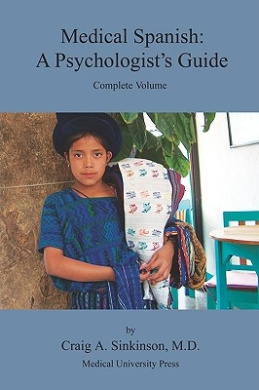 Medical Spanish:
A Psychologist's Guide
Complete Volume
by
Craig A. Sinkinson, M.D.
Medical University Press